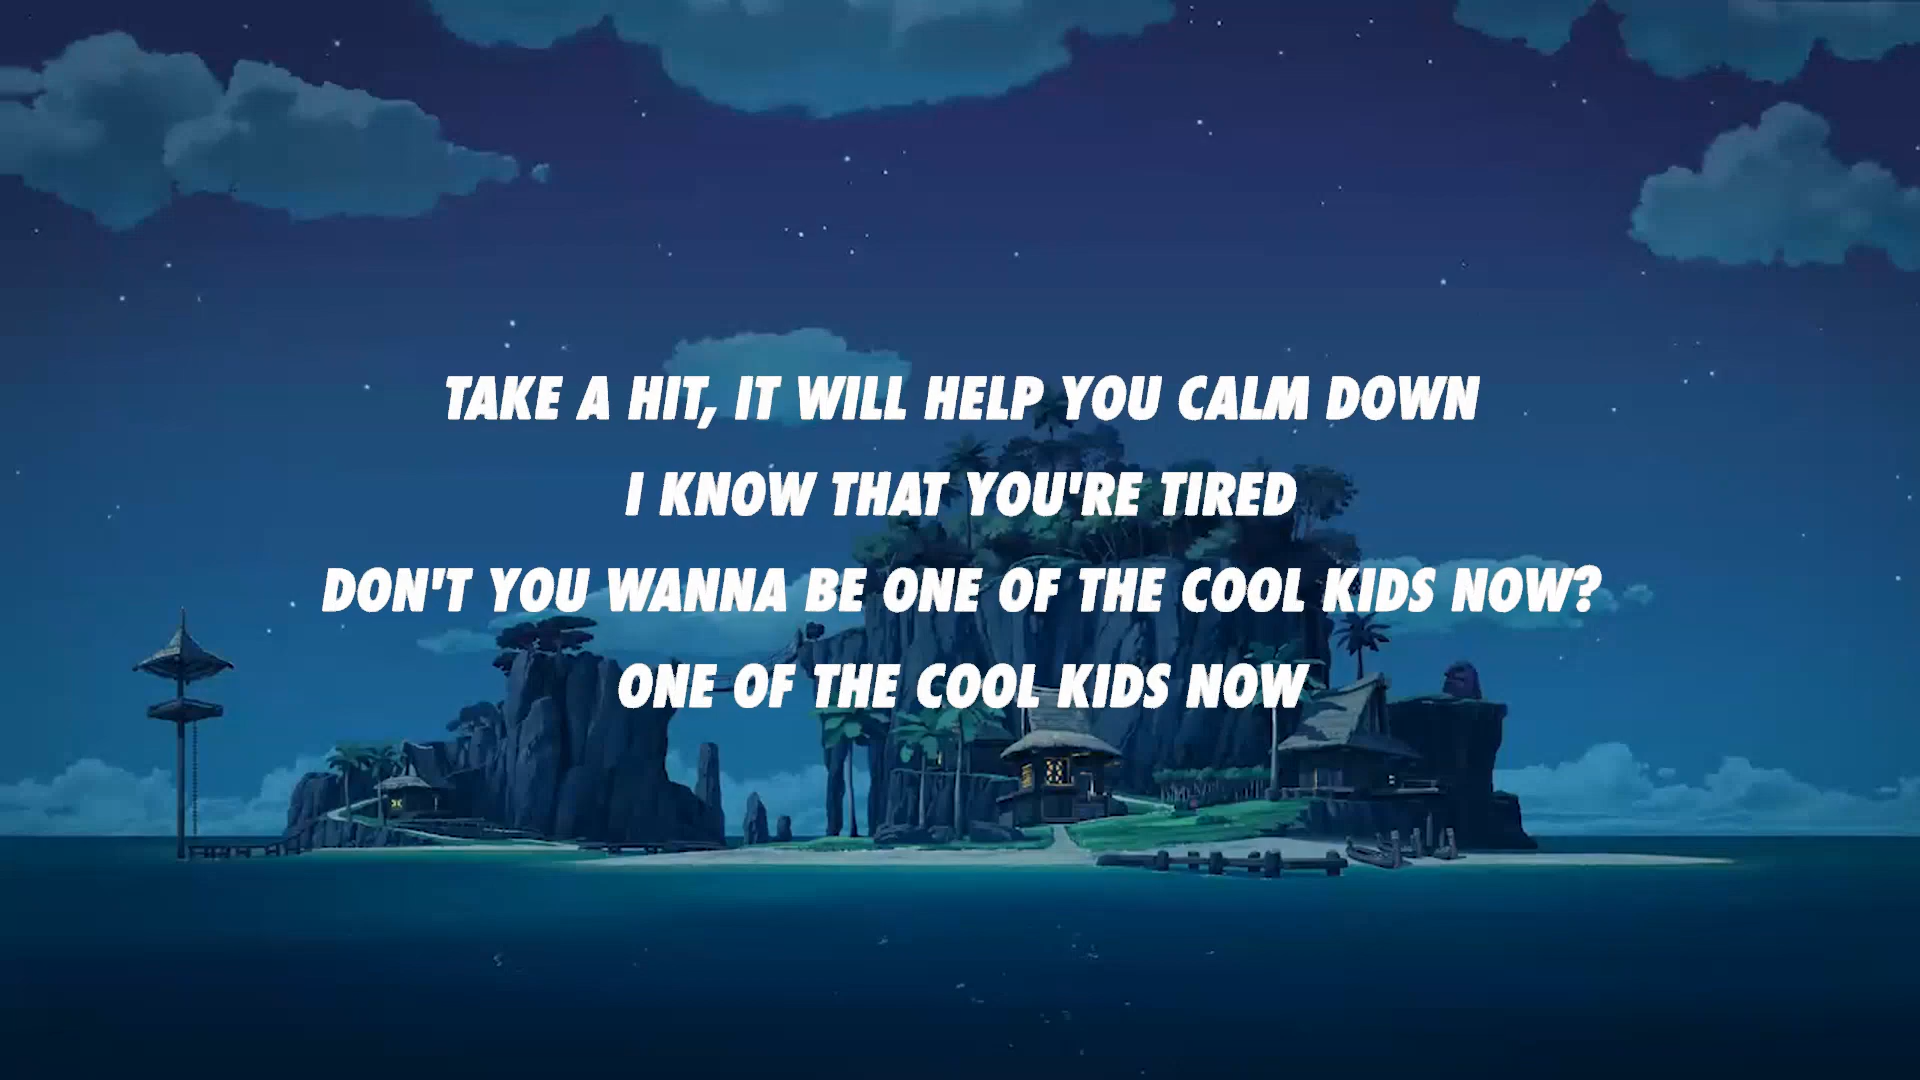 TAKE A HIT, IT WILL HELP YOU CALM DOWN
I KNOW THAT YOU'RE TIRED
DON'T YOU WANNA BE ONE OF THE COOL KIDS NOW?
ONE OF THE COOL KIDS NOW